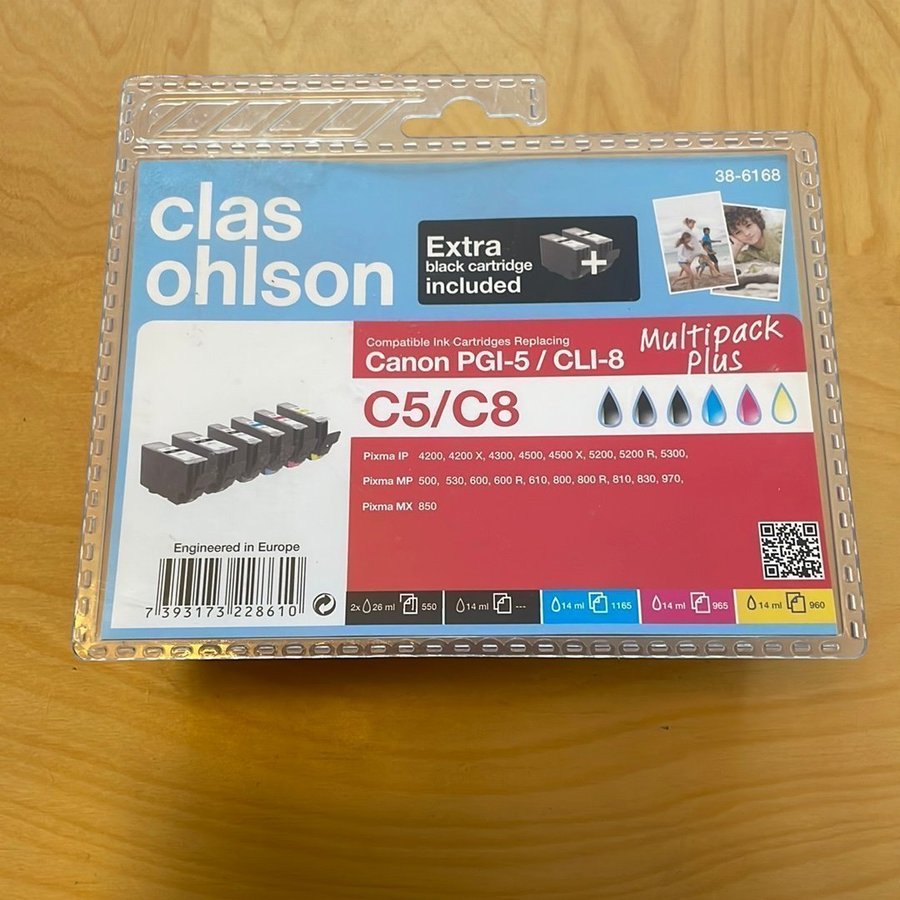 38-6168
clas
ohlson
Extra
black cartridge
included
+
Compatible Ink Cartridges Replacing
Canon PGI-5 / CLI-8
Multipack
Plus
C5/C8
Pixma IP 4200, 4200 X, 4300, 4500, 4500 X, 5200, 5200 R, 5300,
Pixma MP 500, 530, 600, 600 R, 610, 800, 800 R, 810, 830, 970,
Pixma MX 850
Engineered in Europe
7 393173 228610
2x 26 ml 550 14 ml --- 14 ml 1165 14 ml 965 14 ml 960